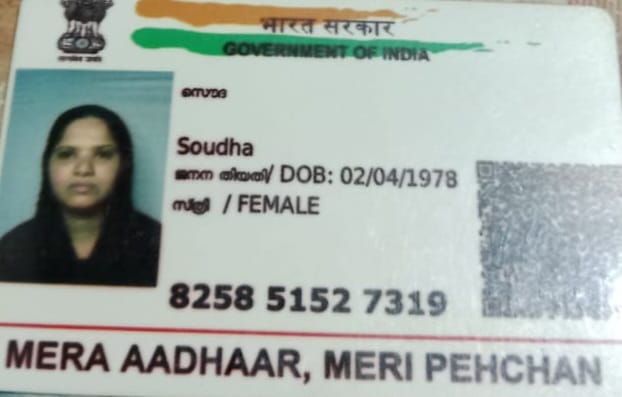 भारत सरकार
GOVERNMENT OF INDIA
സൌദ
Soudha
ജനന തിയതി/ DOB: 02/04/1978
സ്ത്രീ / FEMALE
8258 5152 7319
MERA AADHAAR, MERI PEHCHAN